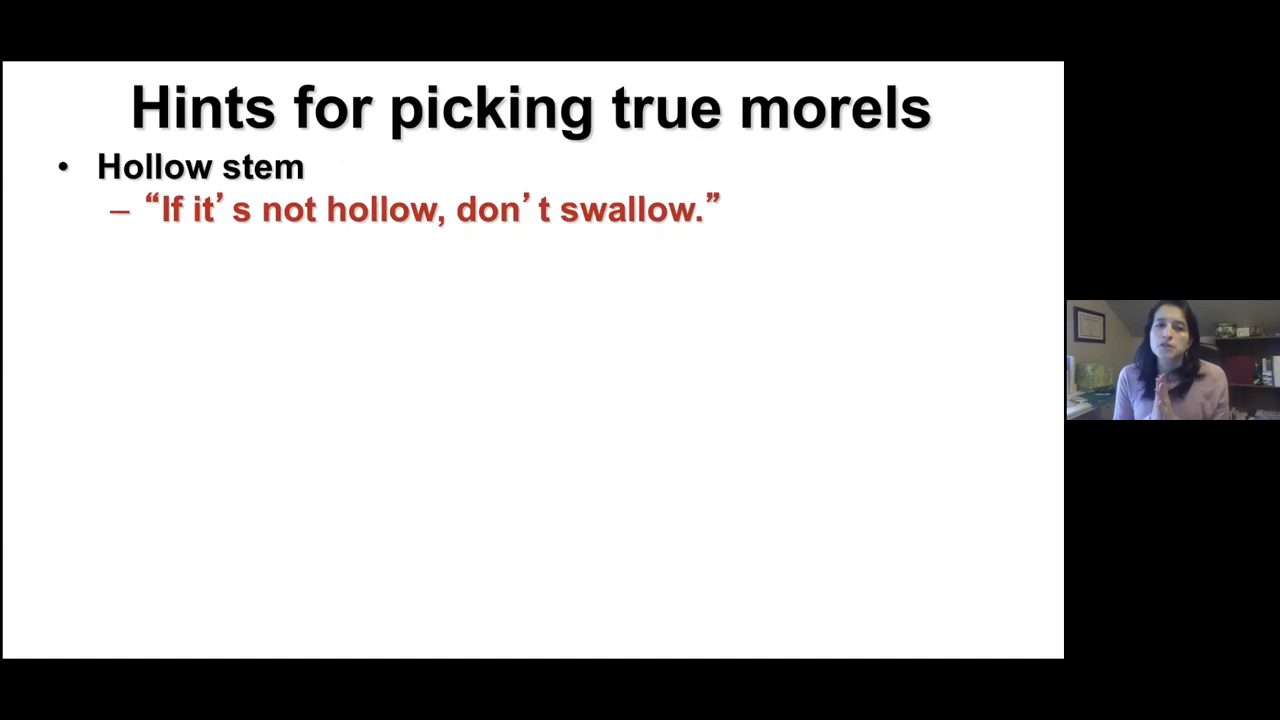 Hints for picking true morels
• Hollow stem
– “If it’s not hollow, don’t swallow.”